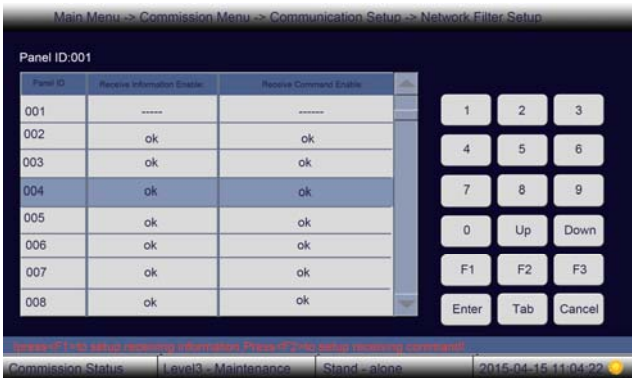 Main Menu -> Commission Menu -> Communication Setup -> Network Filter Setup
Panel ID:001
Panel ID Receive Information Enable: Receive Command Enable
001 ----- ------
002 ok ok
003 ok ok
004 ok ok
005 ok ok
006 ok ok
007 ok ok
008 ok ok
1 2 3
4 5 6
7 8 9
0 Up Down
F1 F2 F3
Enter Tab Cancel
!press<F1>to setup receiving information.Press<F2>to setup receiving command!
Commission Status Level3 - Maintenance Stand - alone 2015-04-15 11:04:22